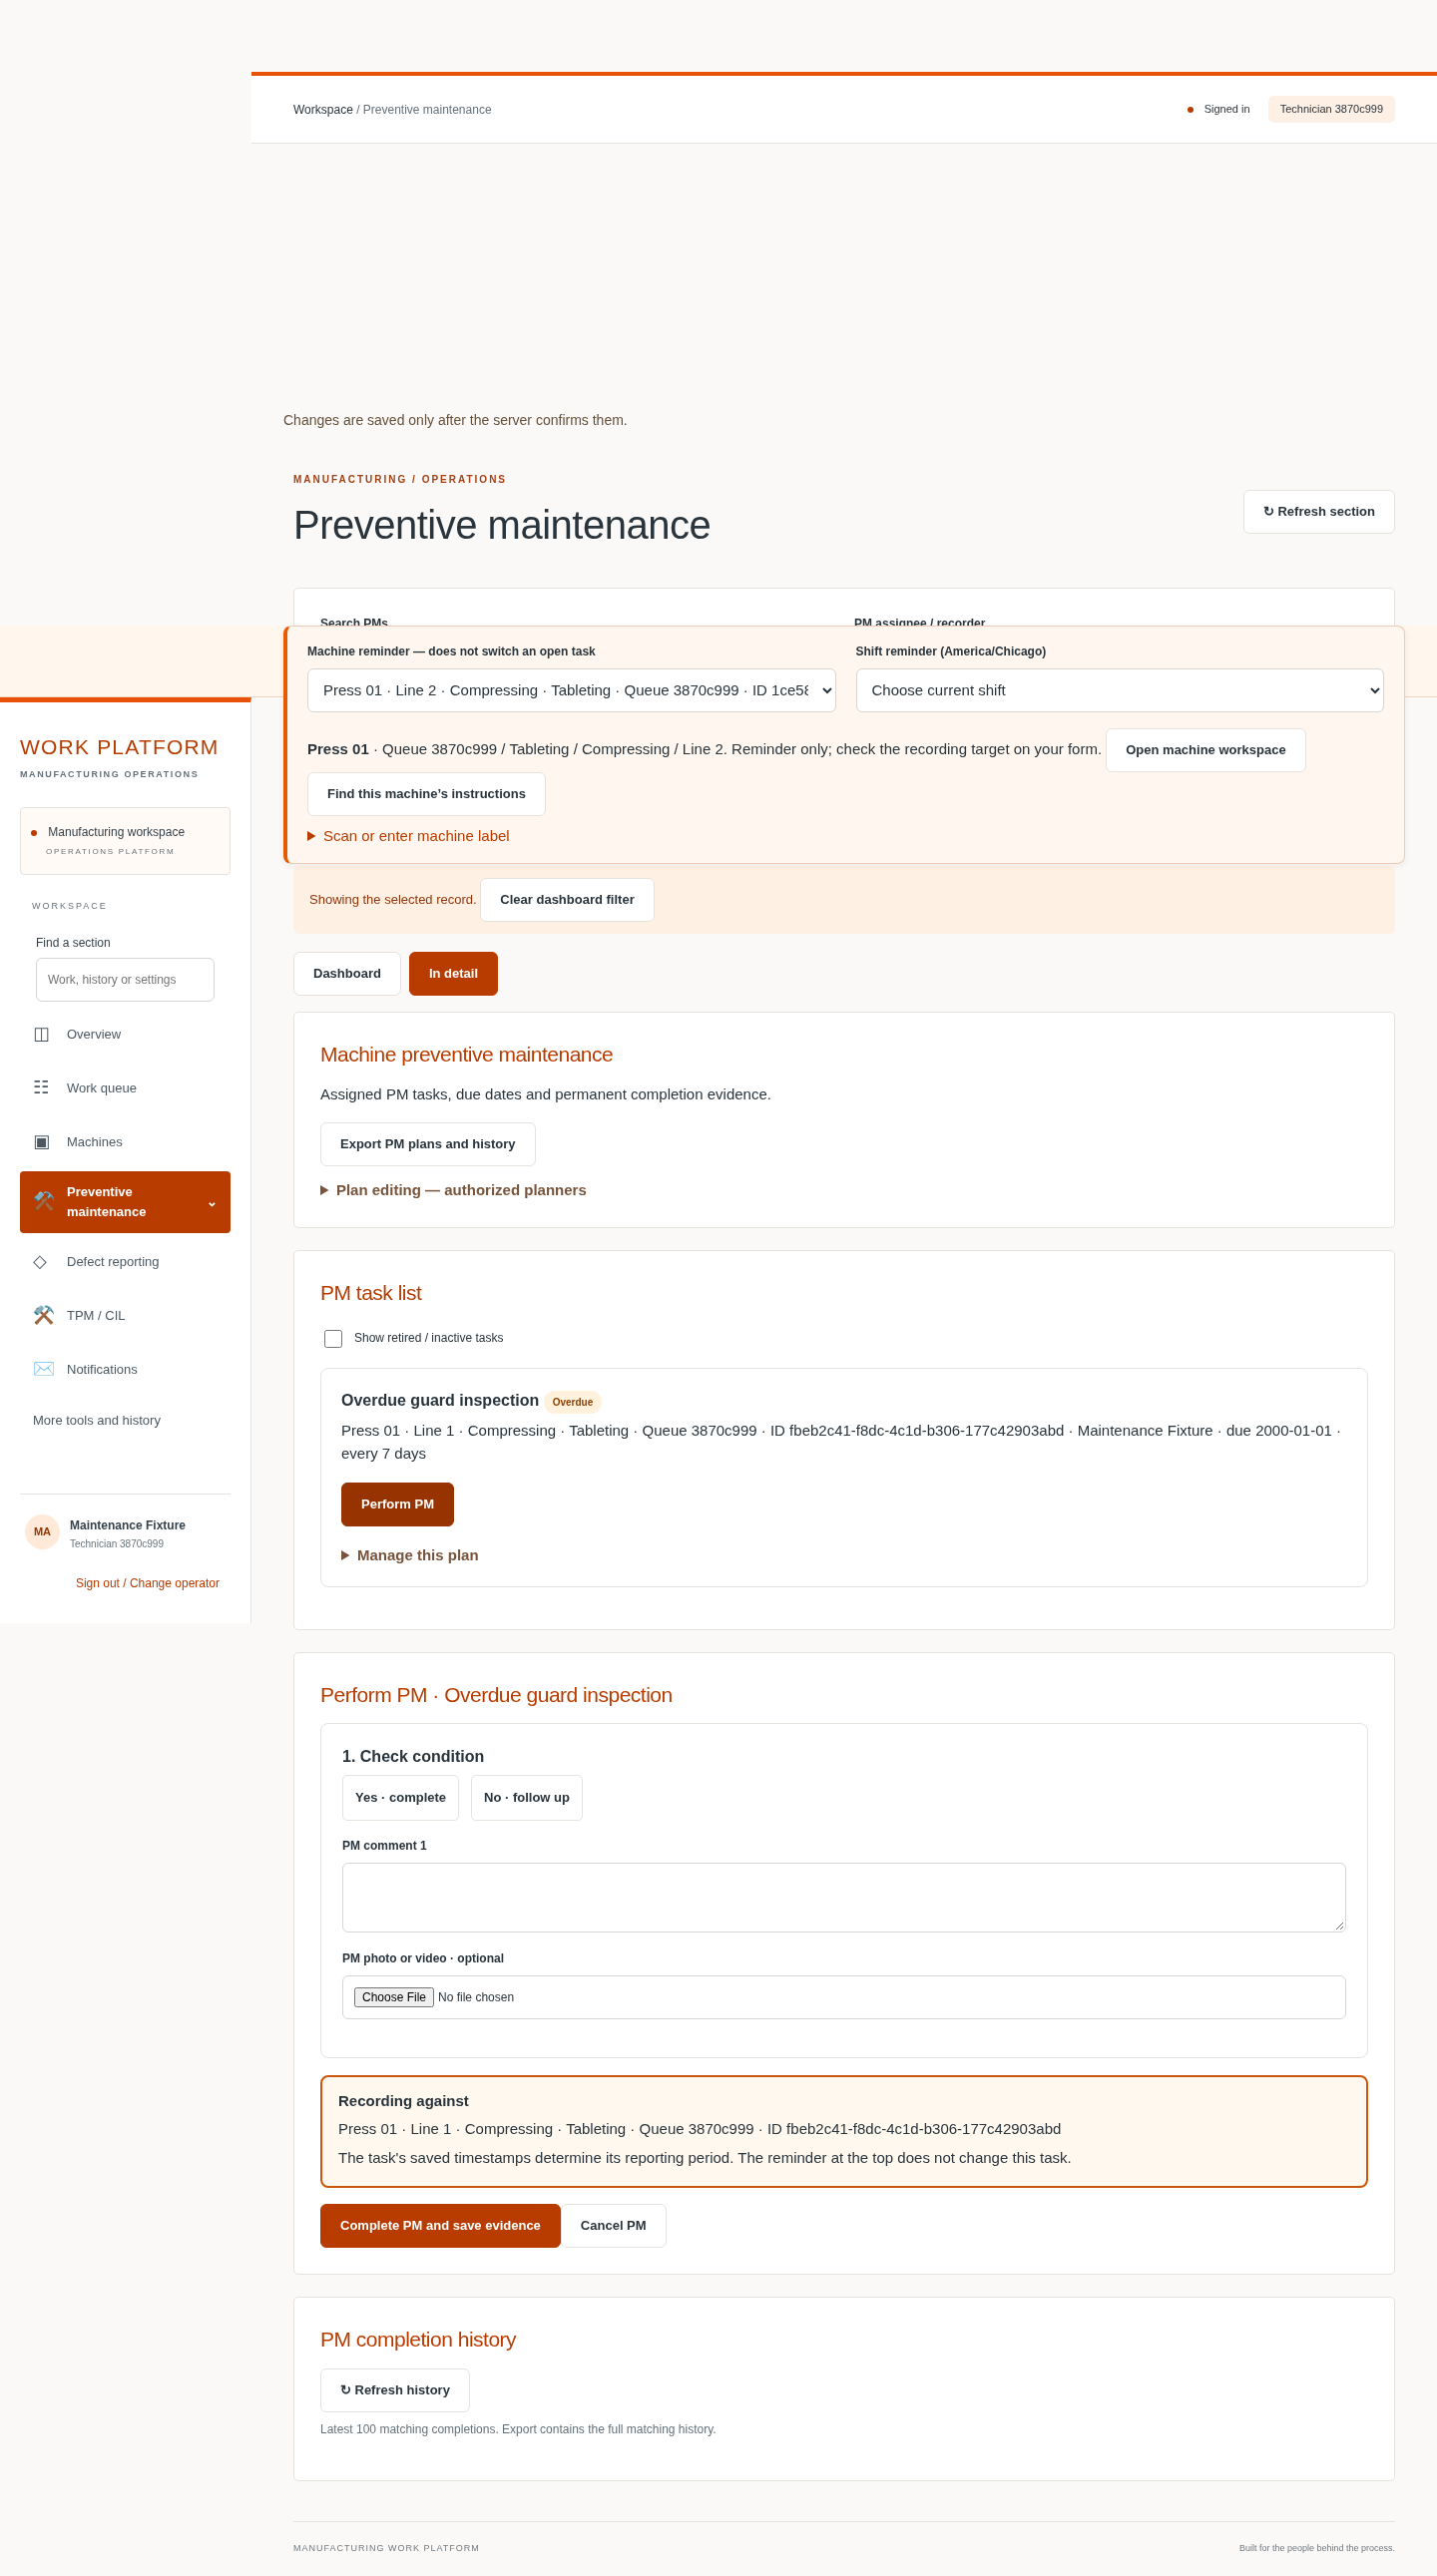 Workspace / Preventive maintenance
Signed in
Technician 3870c999
Changes are saved only after the server confirms them.
MANUFACTURING / OPERATIONS
Preventive maintenance
↻ Refresh section
Search PMs
PM assignee / recorder
Machine reminder — does not switch an open task
Shift reminder (America/Chicago)
Press 01 · Line 2 · Compressing · Tableting · Queue 3870c999 · ID 1ce58
Choose current shift
Press 01 · Queue 3870c999 / Tableting / Compressing / Line 2. Reminder only; check the recording target on your form.
Open machine workspace
Find this machine's instructions
Scan or enter machine label
Showing the selected record.
Clear dashboard filter
Dashboard
In detail
WORK PLATFORM
MANUFACTURING OPERATIONS
Manufacturing workspace
OPERATIONS PLATFORM
WORKSPACE
Find a section
Work, history or settings
Overview
Work queue
Machines
Preventive
maintenance
Defect reporting
TPM / CIL
Notifications
More tools and history
MA
Maintenance Fixture
Technician 3870c999
Sign out / Change operator
Machine preventive maintenance
Assigned PM tasks, due dates and permanent completion evidence.
Export PM plans and history
Plan editing — authorized planners
PM task list
Show retired / inactive tasks
Overdue guard inspection
Overdue
Press 01 · Line 1 · Compressing · Tableting · Queue 3870c999 · ID fbeb2c41-f8dc-4c1d-b306-177c42903abd · Maintenance Fixture · due 2000-01-01 ·
every 7 days
Perform PM
Manage this plan
Perform PM · Overdue guard inspection
1. Check condition
Yes · complete
No · follow up
PM comment 1
PM photo or video · optional
Choose File
No file chosen
Recording against
Press 01 · Line 1 · Compressing · Tableting · Queue 3870c999 · ID fbeb2c41-f8dc-4c1d-b306-177c42903abd
The task's saved timestamps determine its reporting period. The reminder at the top does not change this task.
Complete PM and save evidence
Cancel PM
PM completion history
↻ Refresh history
Latest 100 matching completions. Export contains the full matching history.
MANUFACTURING WORK PLATFORM
Built for the people behind the process.